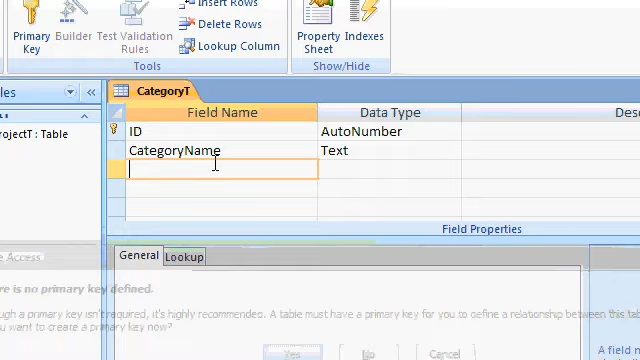 Insert Rows
Primary Key
Builder
Test Validation Rules
Delete Rows
Lookup Column
Property Sheet
Indexes
Tools
Show/Hide
les
CategoryT
Field Name
Data Type
Des
rojectT : Table
ID
AutoNumber
CategoryName
Text
Field Properties
General
Lookup
e Access
re is no primary key defined.
ugh a primary key isn't required, it's highly recommended. A table must have a primary key for you to define a relationship between this tab
u want to create a primary key now?
Yes
No
Cancel
A field n